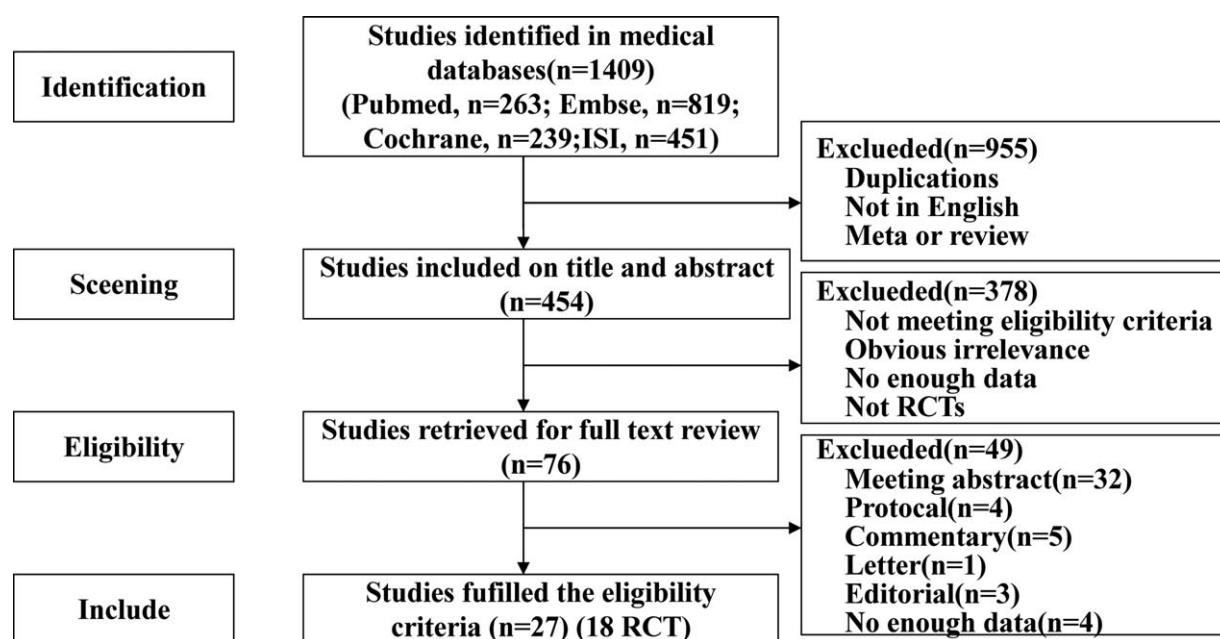 Identification
Studies identified in medical
databases(n=1409)
(Pubmed, n=263; Embse, n=819;
Cochrane, n=239;ISI, n=451)
Exclueded(n=955)
Duplications
Not in English
Meta or review
Sceening
Studies included on title and abstract
(n=454)
Exclueded(n=378)
Not meeting eligibility criteria
Obvious irrelevance
No enough data
Not RCTs
Eligibility
Studies retrieved for full text review
(n=76)
Exclueded(n=49)
Meeting abstract(n=32)
Protocal(n=4)
Commentary(n=5)
Letter(n=1)
Editorial(n=3)
No enough data(n=4)
Include
Studies fufilled the eligibility
criteria (n=27) (18 RCT)